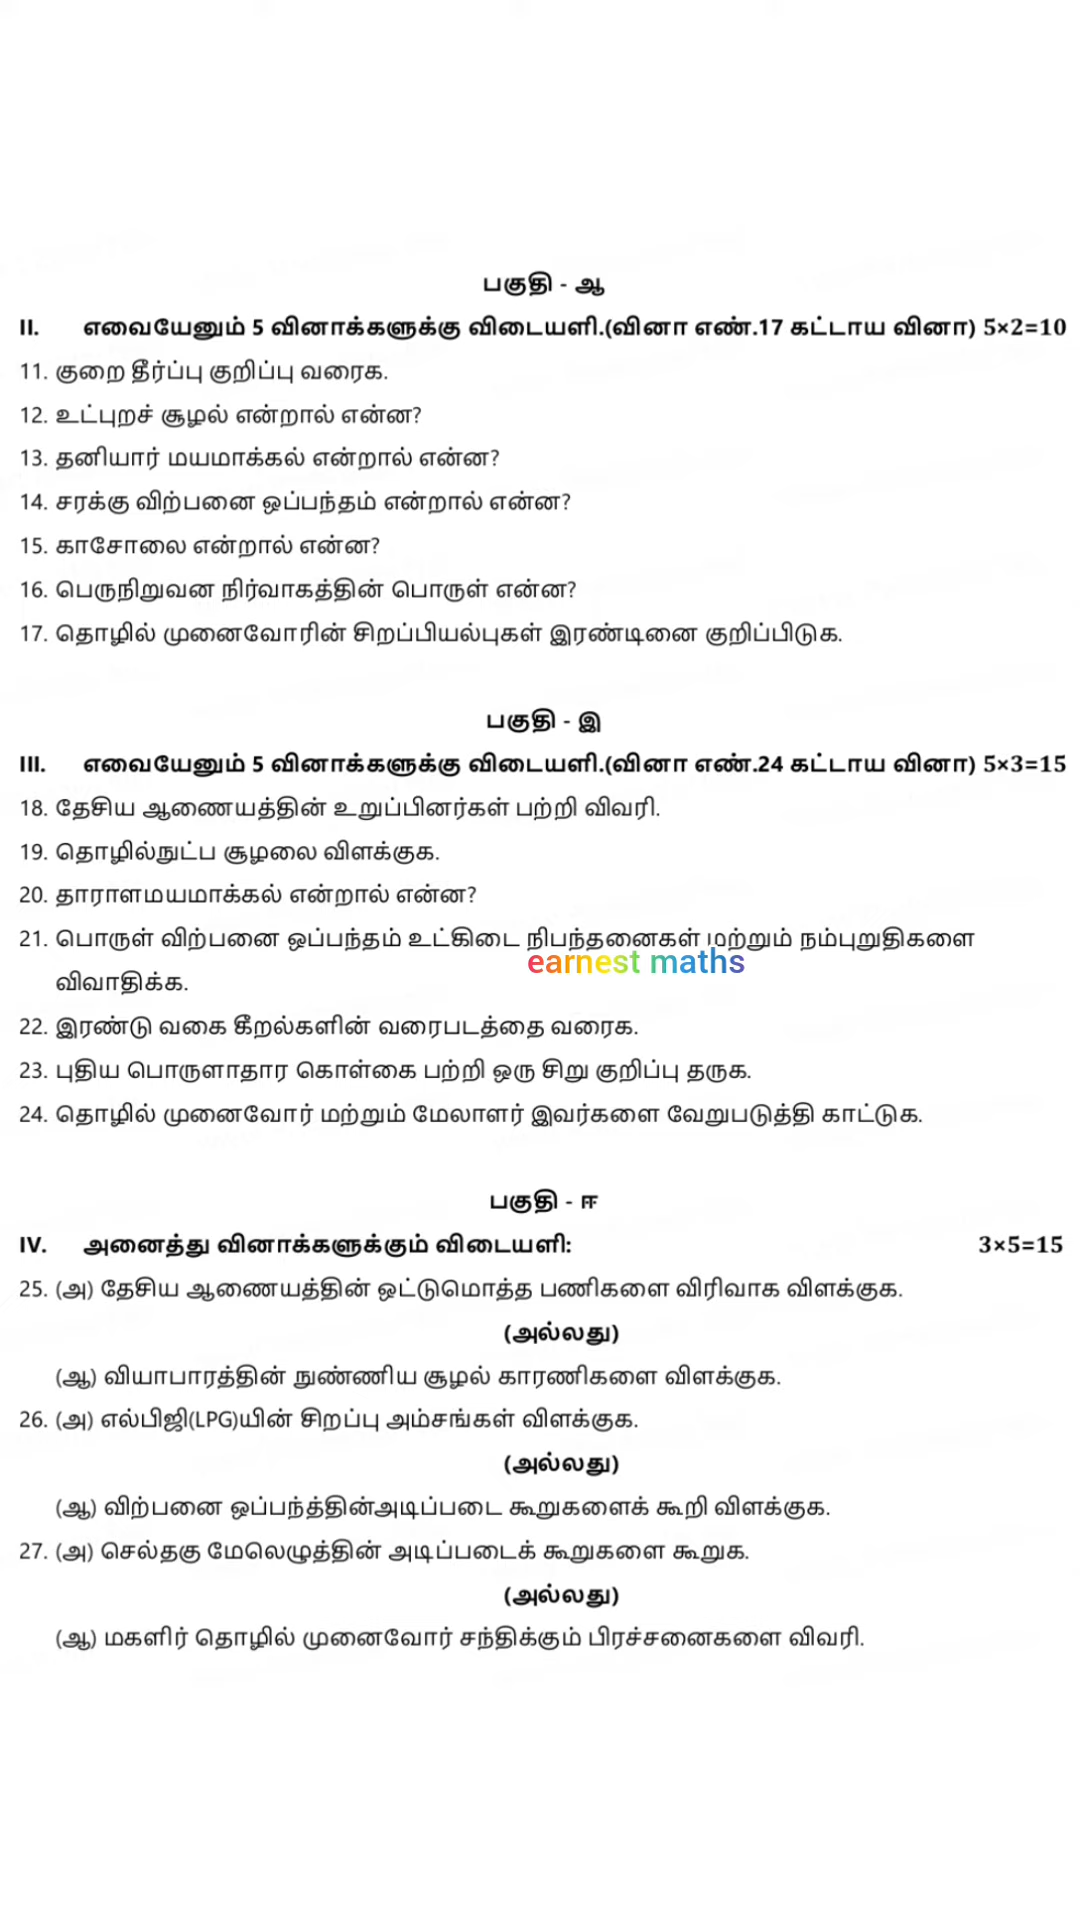 பகுதி - ஆ
II. எவையேனும் 5 வினாக்களுக்கு விடையளி.(வினா எண்.17 கட்டாய வினா) 5×2=10
11. குறை தீர்ப்பு குறிப்பு வரைக.
12. உட்புறச் சூழல் என்றால் என்ன?
13. தனியார் மயமாக்கல் என்றால் என்ன?
14. சரக்கு விற்பனை ஒப்பந்தம் என்றால் என்ன?
15. காசோலை என்றால் என்ன?
16. பெருநிறுவன நிர்வாகத்தின் பொருள் என்ன?
17. தொழில் முனைவோரின் சிறப்பியல்புகள் இரண்டினை குறிப்பிடுக.
பகுதி - இ
III. எவையேனும் 5 வினாக்களுக்கு விடையளி.(வினா எண்.24 கட்டாய வினா) 5×3=15
18. தேசிய ஆணையத்தின் உறுப்பினர்கள் பற்றி விவரி.
19. தொழில்நுட்ப சூழலை விளக்குக.
20. தாராளமயமாக்கல் என்றால் என்ன?
21. பொருள் விற்பனை ஒப்பந்தம் உட்கிடை நிபந்தனைகள் மற்றும் நம்புறுதிகளை
earnest maths
விவாதிக்க.
22. இரண்டு வகை கீறல்களின் வரைபடத்தை வரைக.
23. புதிய பொருளாதார கொள்கை பற்றி ஒரு சிறு குறிப்பு தருக.
24. தொழில் முனைவோர் மற்றும் மேலாளர் இவர்களை வேறுபடுத்தி காட்டுக.
பகுதி - ஈ
IV. அனைத்து வினாக்களுக்கும் விடையளி: 3×5=15
25. (அ) தேசிய ஆணையத்தின் ஒட்டுமொத்த பணிகளை விரிவாக விளக்குக.
(அல்லது)
(ஆ) வியாபாரத்தின் நுண்ணிய சூழல் காரணிகளை விளக்குக.
26. (அ) எல்பிஜி(LPG)யின் சிறப்பு அம்சங்கள் விளக்குக.
(அல்லது)
(ஆ) விற்பனை ஒப்பந்த்தின்அடிப்படை கூறுகளைக் கூறி விளக்குக.
27. (அ) செல்தகு மேலெழுத்தின் அடிப்படைக் கூறுகளை கூறுக.
(அல்லது)
(ஆ) மகளிர் தொழில் முனைவோர் சந்திக்கும் பிரச்சனைகளை விவரி.